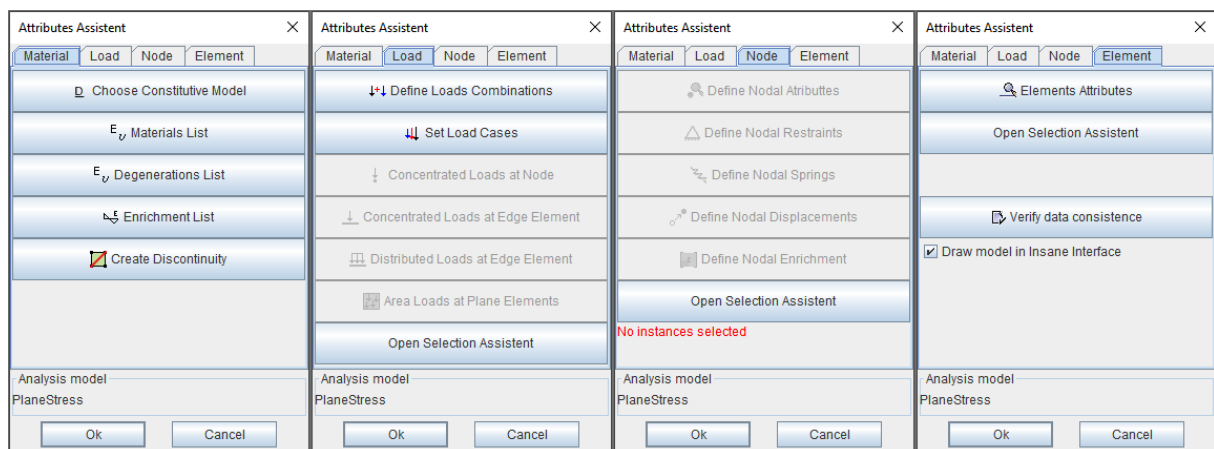 Attributes Assistent
Material Load Node Element
D Choose Constitutive Model
E υ Materials List
E υ Degenerations List
Enrichment List
Create Discontinuity
Analysis model
PlaneStress
Ok Cancel
Attributes Assistent
Material Load Node Element
Define Loads Combinations
Set Load Cases
Concentrated Loads at Node
Concentrated Loads at Edge Element
Distributed Loads at Edge Element
Area Loads at Plane Elements
Open Selection Assistent
Analysis model
PlaneStress
Ok Cancel
Attributes Assistent
Material Load Node Element
Define Nodal Atributtes
Define Nodal Restraints
Define Nodal Springs
Define Nodal Displacements
Define Nodal Enrichment
Open Selection Assistent
No instances selected
Analysis model
PlaneStress
Ok Cancel
Attributes Assistent
Material Load Node Element
Elements Attributes
Open Selection Assistent
Verify data consistence
Draw model in Insane Interface
Analysis model
PlaneStress
Ok Cancel